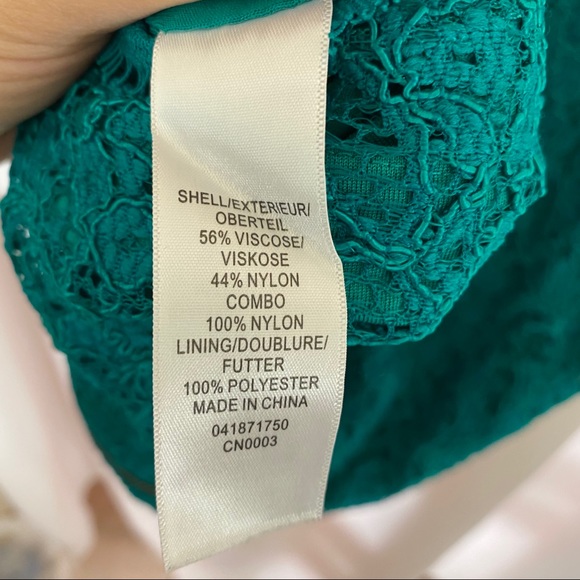 SHELL/EXTERIEUR/
OBERTEIL
56% VISCOSE/
VISKOSE
44% NYLON
COMBO
100% NYLON
LINING/DOUBLURE/
FUTTER
100% POLYESTER
MADE IN CHINA
041871750
CN0003